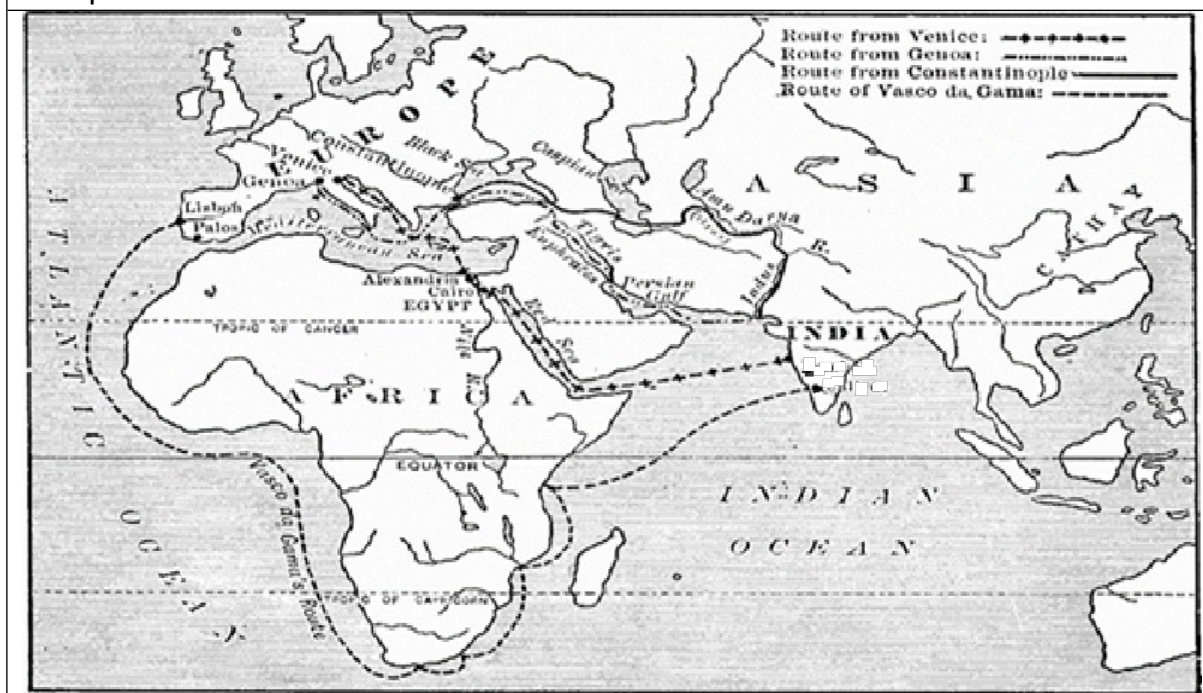 Route from Venice:
Route from Genoa:
Route from Constantinople
Route of Vasco da Gama:
EUROPE
Venice
Genoa
Constantinople
Black Sea
Caspian Sea
ASIA
CATHAY
Lisbon
Palos
Mediterranean Sea
Tigris
Euphrates
Daria
R.
Indus
Persian
Gulf
Alexandria
Cairo
EGYPT
Red Sea
Nile R.
TROPIC OF CANCER
INDIA
AFRICA
ATLANTIC
OCEAN
EQUATOR
Vasco da Gama's Route
INDIAN
OCEAN
TROPIC OF CAPRICORN